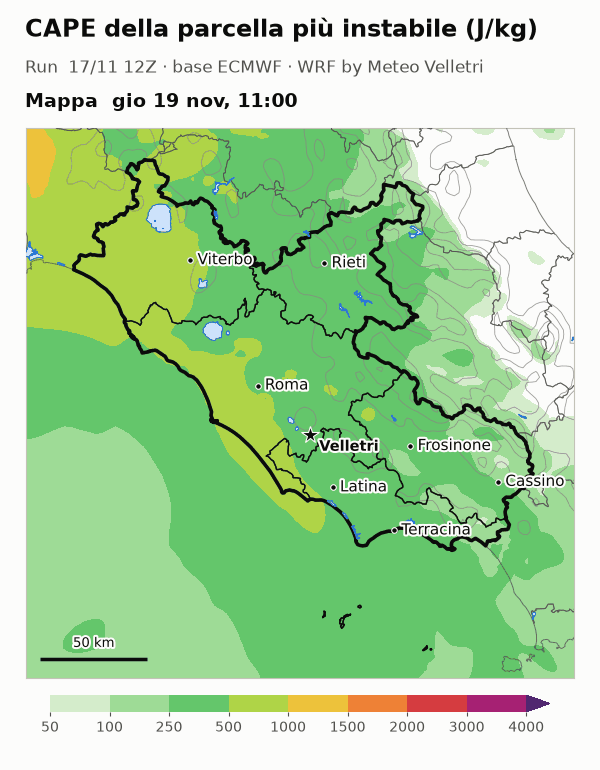 CAPE della parcella più instabile (J/kg)
Run 17/11 12Z · base ECMWF · WRF by Meteo Velletri
Mappa gio 19 nov, 11:00
Viterbo
Rieti
Roma
Velletri
Frosinone
Latina
Cassino
Terracina
50 km
50 100 250 500 1000 1500 2000 3000 4000